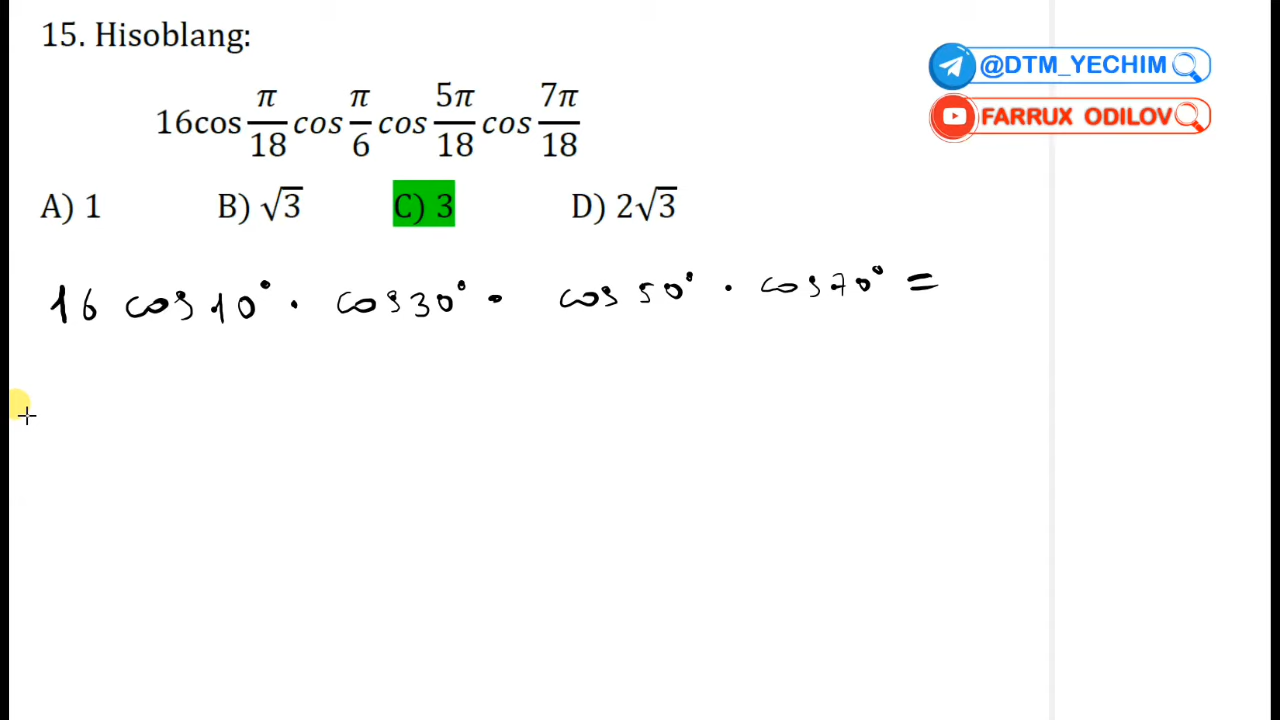 15. Hisoblang:
@DTM_YECHIM
FARRUX ODILOV
16cos π/18 cos π/6 cos 5π/18 cos 7π/18
A) 1 B) √3 C) 3 D) 2√3
16 cos 10° · cos 30° · cos 50° · cos 70° =